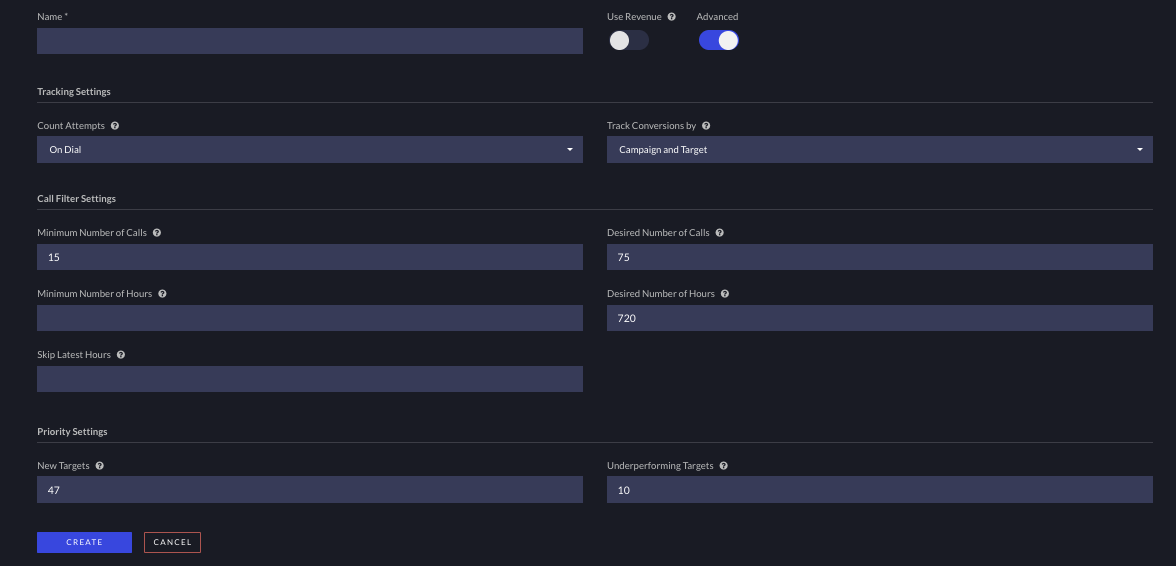 Name *
Use Revenue
Advanced
Tracking Settings
Count Attempts
Track Conversions by
On Dial
Campaign and Target
Call Filter Settings
Minimum Number of Calls
Desired Number of Calls
15
75
Minimum Number of Hours
Desired Number of Hours
720
Skip Latest Hours
Priority Settings
New Targets
Underperforming Targets
47
10
CREATE
CANCEL